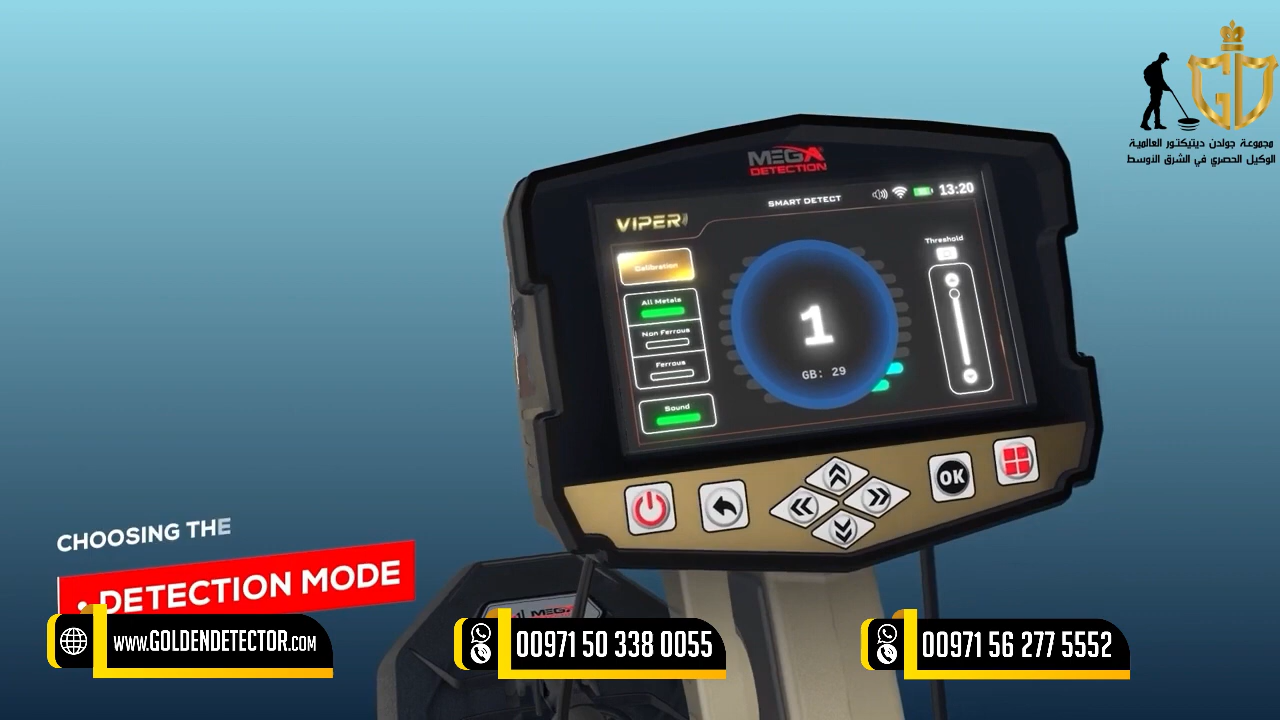 مجموعة جولدن ديتيكتور العالمية
الوكيل الحصري في الشرق الاوسط
MEGA
DETECTION
VIPER
SMART DETECT
13:20
Calibration
All Metals
Non Ferrous
Ferrous
Sound
1
GB: 29
Threshold
OK
CHOOSING THE
• DETECTION MODE
MEGA
www.GOLDENDETECTOR.com
00971 50 338 0055
00971 56 277 5552